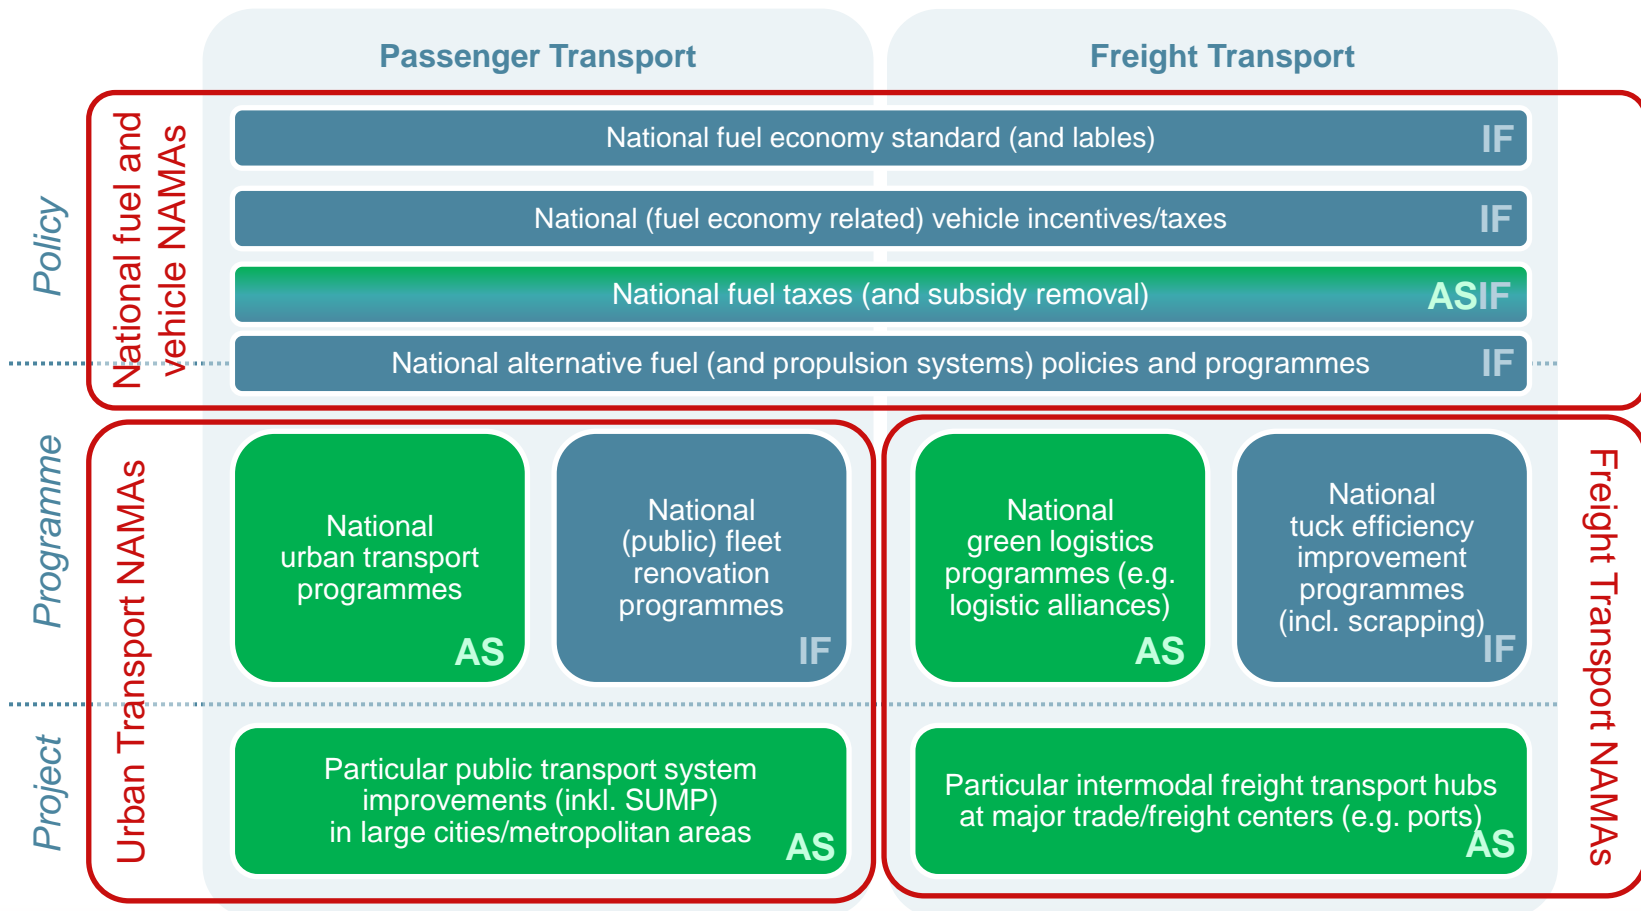 Passenger Transport
Freight Transport
Policy
National fuel and
vehicle NAMAs
National fuel economy standard (and lables)
IF
National (fuel economy related) vehicle incentives/taxes
IF
National fuel taxes (and subsidy removal)
ASIF
National alternative fuel (and propulsion systems) policies and programmes
IF
Programme
Urban Transport NAMAs
National
urban transport
programmes
AS
National
(public) fleet
renovation
programmes
IF
National
green logistics
programmes (e.g.
logistic alliances)
AS
National
tuck efficiency
improvement
programmes
(incl. scrapping)
IF
Freight Transport NAMAs
Project
Particular public transport system
improvements (inkl. SUMP)
in large cities/metropolitan areas
AS
Particular intermodal freight transport hubs
at major trade/freight centers (e.g. ports)
AS